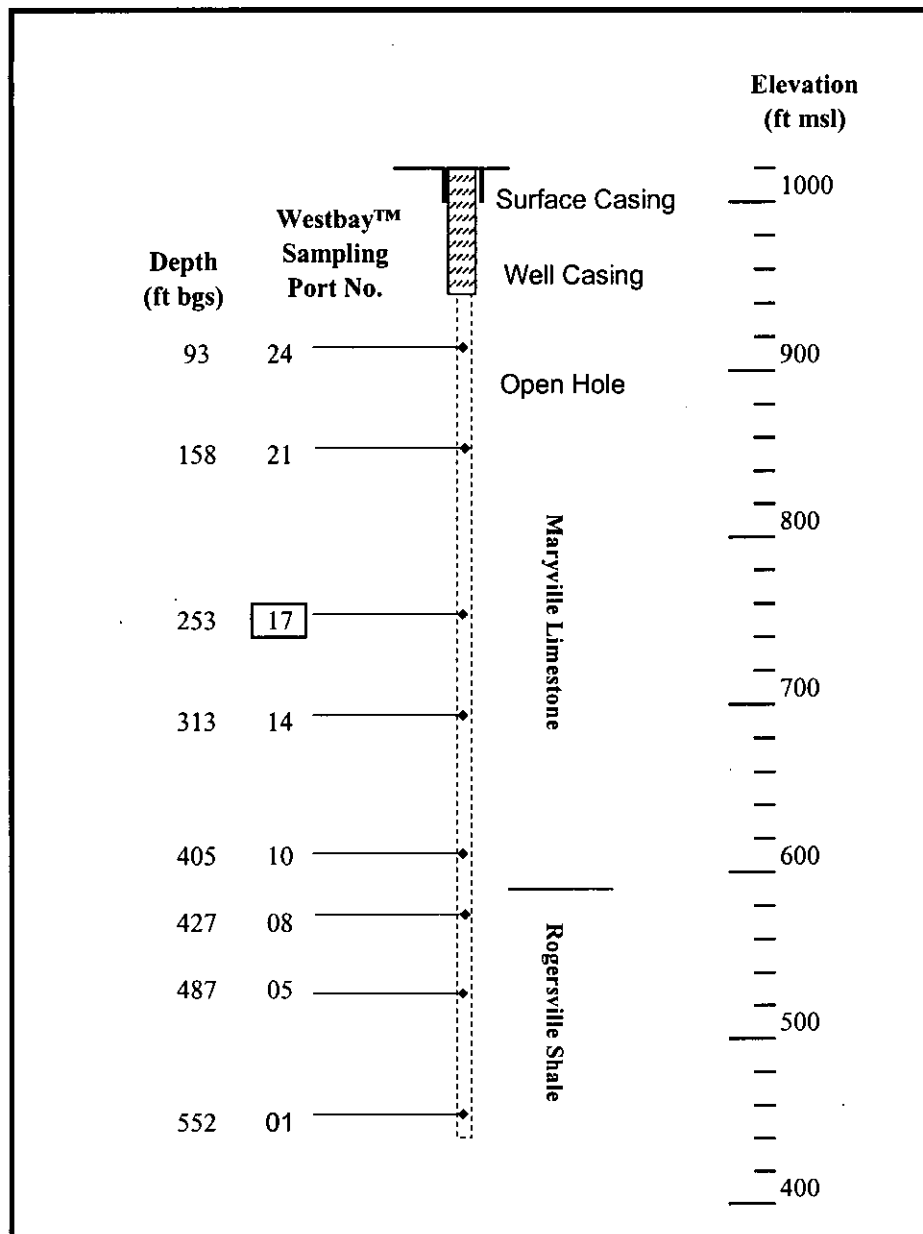 Elevation
(ft msl)
1000
Surface Casing
Westbay™
Sampling
Port No.
Depth
(ft bgs)
Well Casing
93 24
900
Open Hole
158 21
800
Maryville Limestone
253 17
700
313 14
405 10
600
427 08
Rogersville Shale
487 05
500
552 01
400